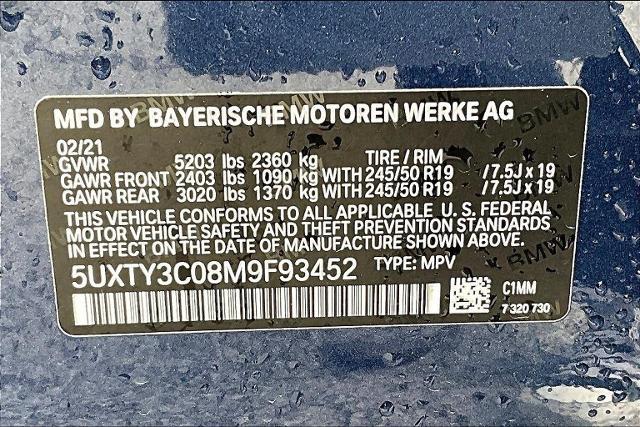 MFD BY BAYERISCHE MOTOREN WERKE AG
02/21
GVWR 5203 lbs 2360 kg TIRE / RIM
GAWR FRONT 2403 lbs 1090 kg WITH 245/50 R19 / 7.5J x 19
GAWR REAR 3020 lbs 1370 kg WITH 245/50 R19 / 7.5J x 19
THIS VEHICLE CONFORMS TO ALL APPLICABLE U.S. FEDERAL
MOTOR VEHICLE SAFETY AND THEFT PREVENTION STANDARDS
IN EFFECT ON THE DATE OF MANUFACTURE SHOWN ABOVE.
5UXTY3C08M9F93452 TYPE: MPV
C1MM
7 320 730